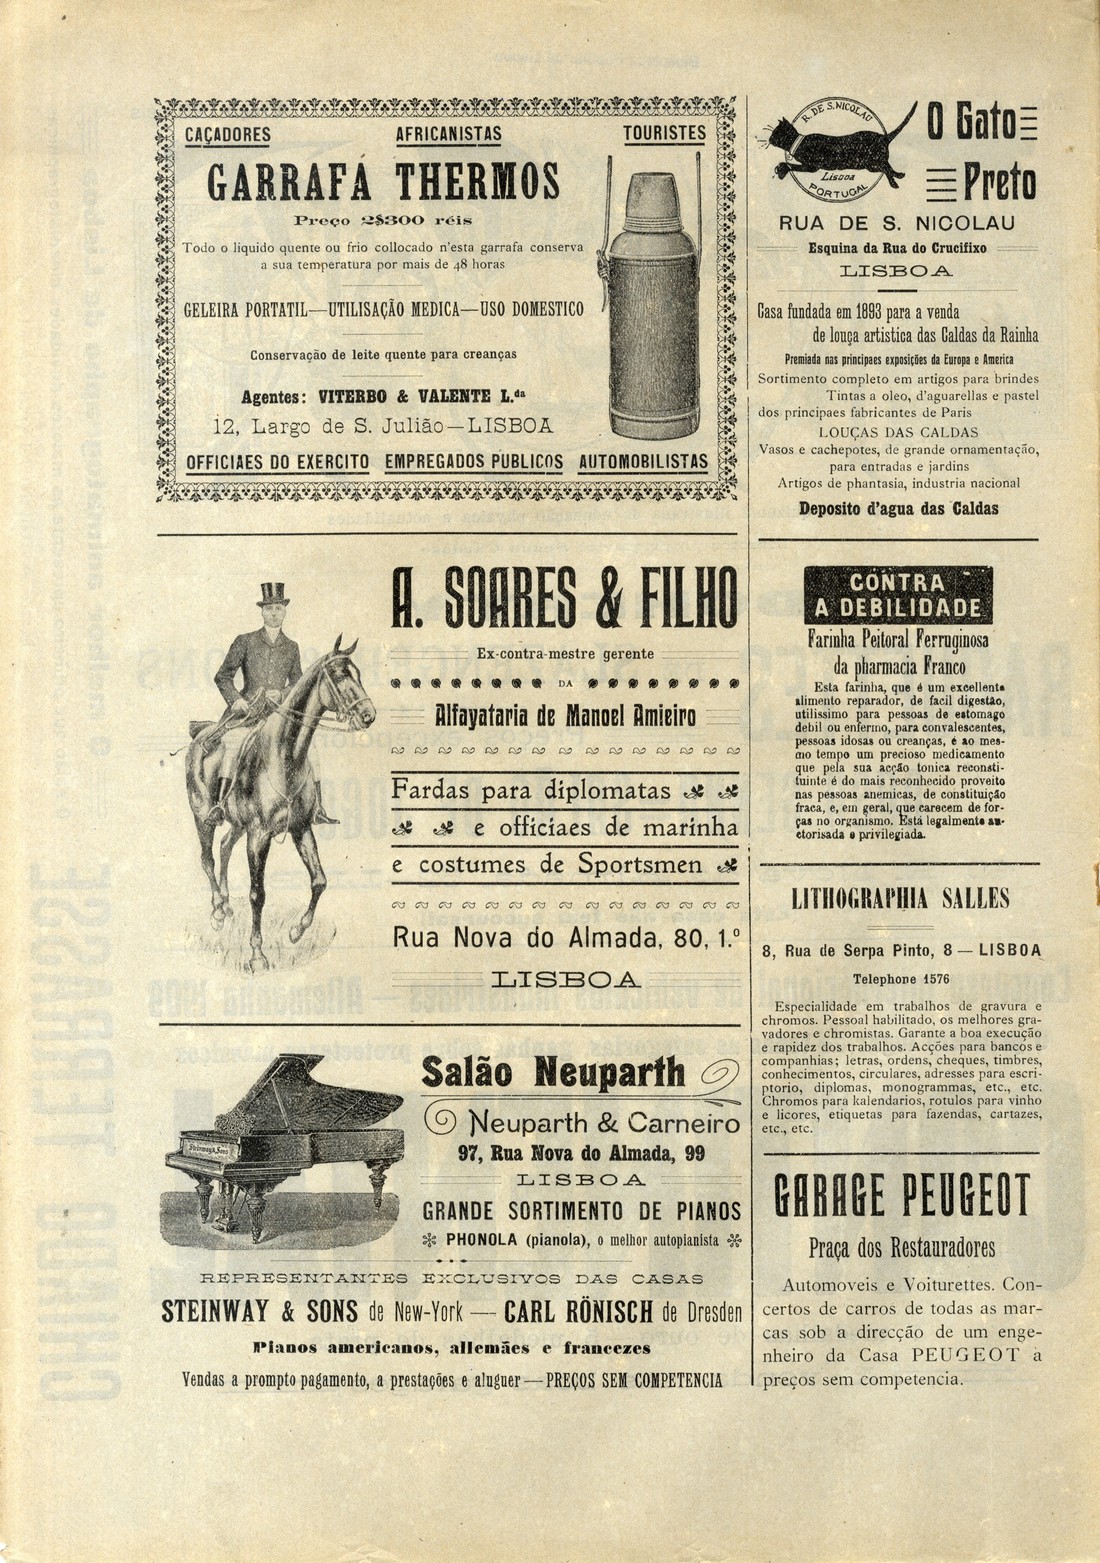 CAÇADORES AFRICANISTAS TOURISTES
GARRAFÁ THERMOS
Preço 2$300 réis
Todo o liquido quente ou frio collocado n'esta garrafa conserva
a sua temperatura por mais de 48 horas
GELEIRA PORTATIL—UTILISAÇÃO MEDICA—USO DOMESTICO
Conservação de leite quente para creanças
Agentes: VITERBO & VALENTE L.da
12, Largo de S. Julião—LISBOA
OFFICIAES DO EXERCITO EMPREGADOS PUBLICOS AUTOMOBILISTAS
A. SOARES & FILHO
Ex-contra-mestre gerente
DA
Alfayataria de Manoel Amieiro
Fardas para diplomatas
e officiaes de marinha
e costumes de Sportsmen
Rua Nova do Almada, 80, 1.º
LISBOA
Steinway & Sons
Salão Neuparth
Neuparth & Carneiro
97, Rua Nova do Almada, 99
LISBOA
GRANDE SORTIMENTO DE PIANOS
PHONOLA (pianola), o melhor autopianista
REPRESENTANTES EXCLUSIVOS DAS CASAS
STEINWAY & SONS de New-York — CARL RÖNISCH de Dresden
Pianos americanos, allemães e francezes
Vendas a prompto pagamento, a prestações e aluguer — PREÇOS SEM COMPETENCIA
R. DE S. NICOLAU
Lisboa
PORTUGAL
O Gato
Preto
RUA DE S. NICOLAU
Esquina da Rua do Crucifixo
LISBOA
Casa fundada em 1893 para a venda
de louça artistica das Caldas da Rainha
Premiada nas principaes exposições da Europa e America
Sortimento completo em artigos para brindes
Tintas a oleo, d'aguarellas e pastel
dos principaes fabricantes de Paris
LOUÇAS DAS CALDAS
Vasos e cachepotes, de grande ornamentação,
para entradas e jardins
Artigos de phantasia, industria nacional
Deposito d'agua das Caldas
CONTRA
A DEBILIDADE
Farinha Peitoral Ferruginosa
da pharmacia Franco
Esta farinha, que é um excellente
alimento reparador, de facil digestão,
utilissimo para pessoas de estomago
debil ou enfermo, para convalescentes,
pessoas idosas ou creanças, é ao mes-
mo tempo um precioso medicamento
que pela sua acção tonica reconsti-
tuinte é do mais reconhecido proveito
nas pessoas anemicas, de constituição
fraca, e, em geral, que carecem de for-
ças no organismo. Está legalmente au-
ctorisada e privilegiada.
LITHOGRAPHIA SALLES
8, Rua de Serpa Pinto, 8 — LISBOA
Telephone 1576
Especialidade em trabalhos de gravura e
chromos. Pessoal habilitado, os melhores gra-
vadores e chromistas. Garante a boa execução
e rapidez dos trabalhos. Acções para bancos e
companhias; letras, ordens, cheques, timbres,
conhecimentos, circulares, adresses para escri-
ptorio, diplomas, monogrammas, etc., etc.
Chromos para kalendarios, rotulos para vinho
e licores, etiquetas para fazendas, cartazes,
etc., etc.
GARAGE PEUGEOT
Praça dos Restauradores
Automoveis e Voiturettes. Con-
certos de carros de todas as mar-
cas sob a direcção de um enge-
nheiro da Casa PEUGEOT a
preços sem competencia.